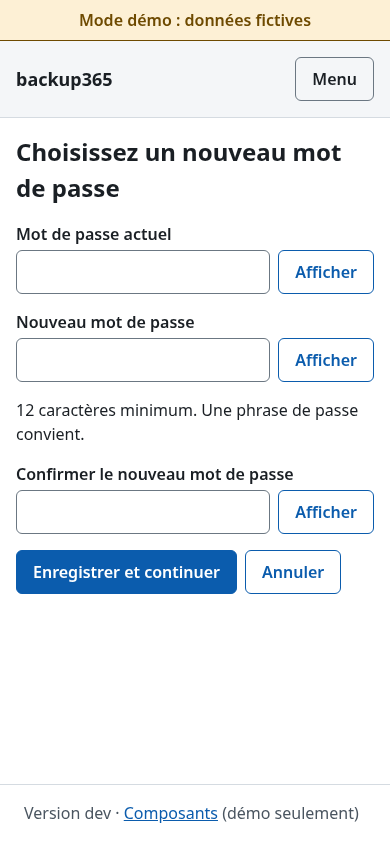 Mode démo : données fictives
backup365
Menu
Choisissez un nouveau mot
de passe
Mot de passe actuel
Afficher
Nouveau mot de passe
Afficher
12 caractères minimum. Une phrase de passe
convient.
Confirmer le nouveau mot de passe
Afficher
Enregistrer et continuer
Annuler
Version dev · Composants (démo seulement)